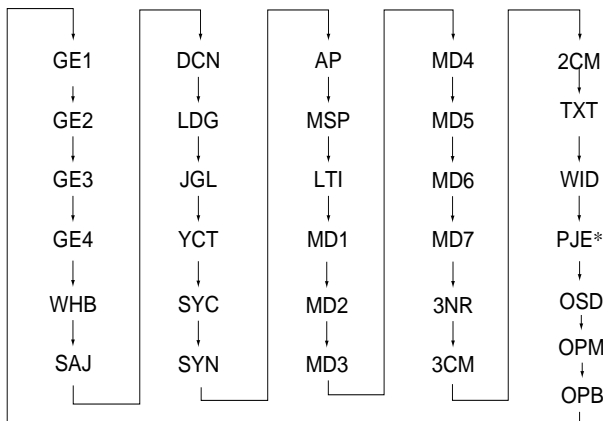 GE1
GE2
GE3
GE4
WHB
SAJ
DCN
LDG
JGL
YCT
SYC
SYN
AP
MSP
LTI
MD1
MD2
MD3
MD4
MD5
MD6
MD7
3NR
3CM
2CM
TXT
WID
PJE*
OSD
OPM
OPB